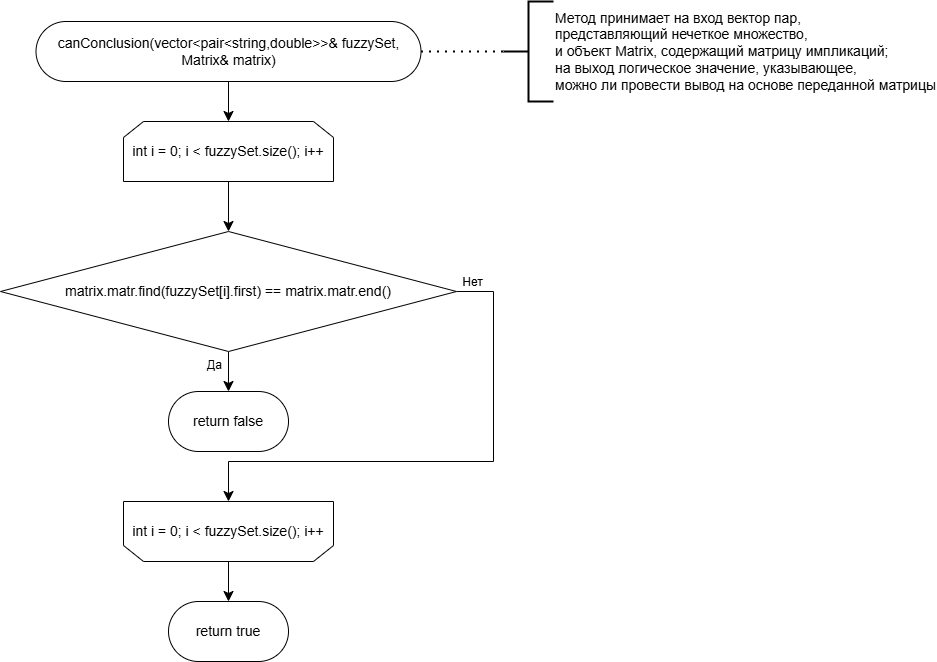 canConclusion(vector<pair<string,double>>& fuzzySet,
Matrix& matrix)
Метод принимает на вход вектор пар,
представляющий нечеткое множество,
и объект Matrix, содержащий матрицу импликаций;
на выход логическое значение, указывающее,
можно ли провести вывод на основе переданной матрицы
int i = 0; i < fuzzySet.size(); i++
matrix.matr.find(fuzzySet[i].first) == matrix.matr.end()
Нет
Да
return false
int i = 0; i < fuzzySet.size(); i++
return true